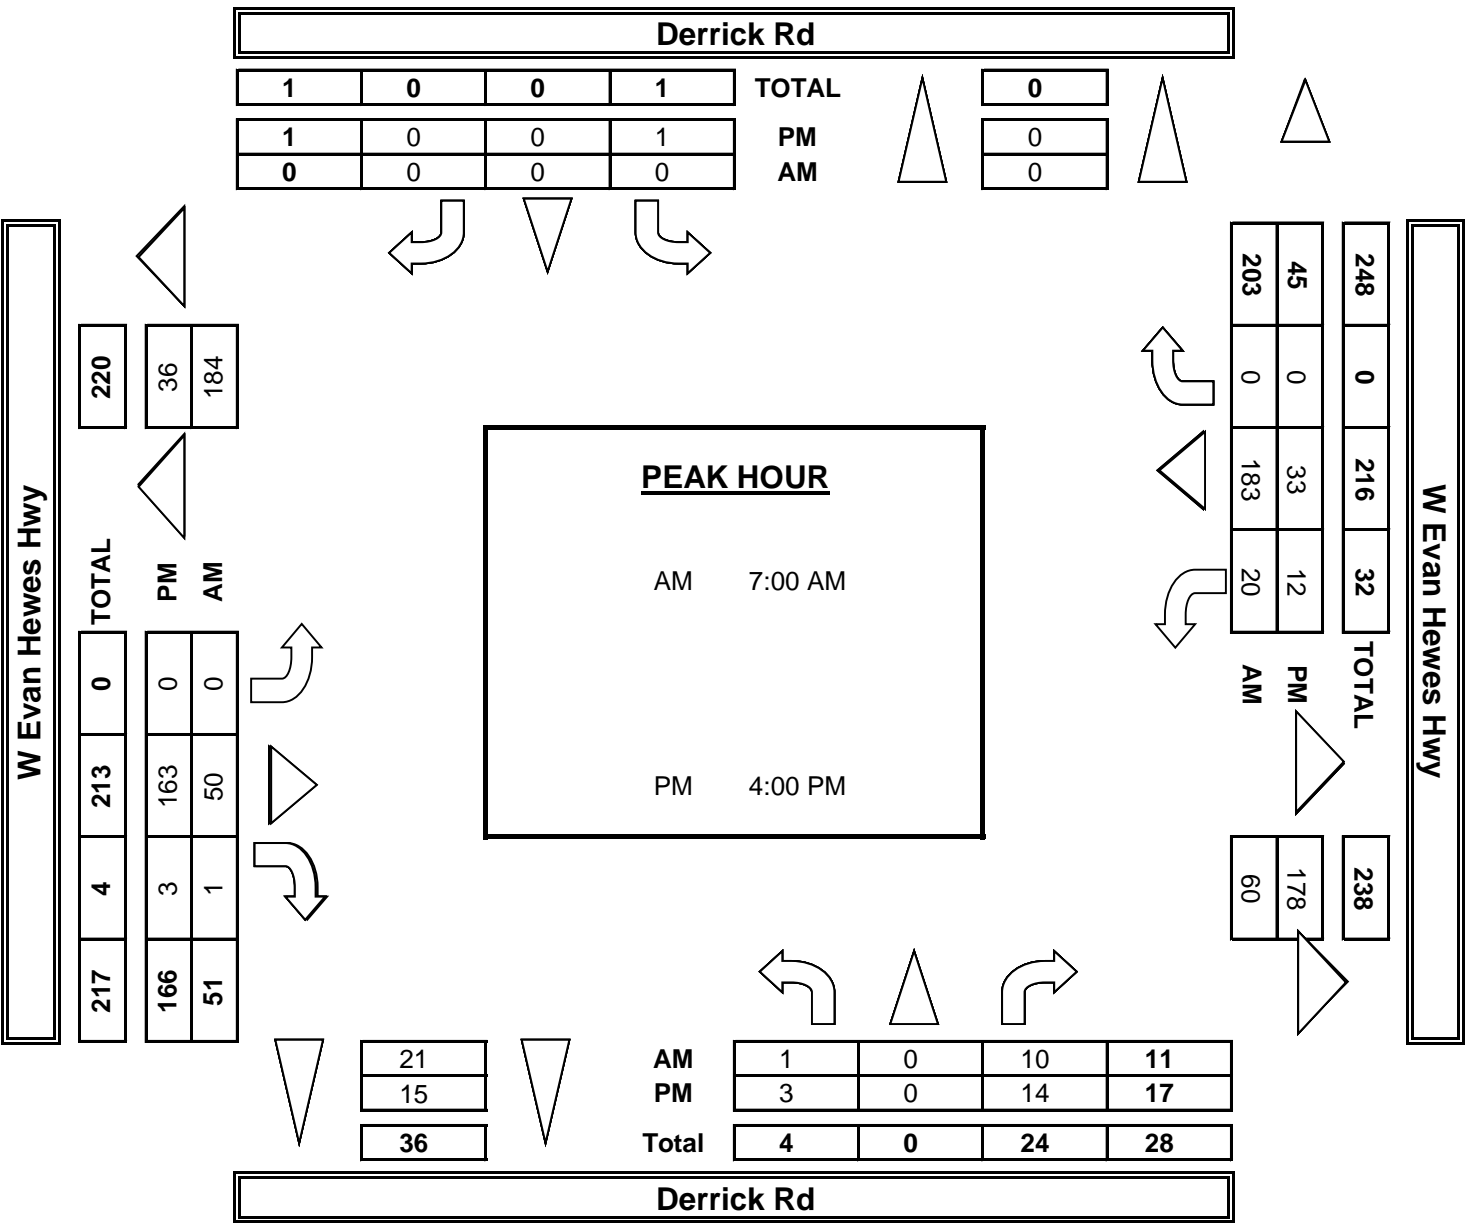 Derrick Rd
1 0 0 1 TOTAL 0
1 0 0 1 PM 0
0 0 0 0 AM 0
W Evan Hewes Hwy
220
36
184
TOTAL
PM
AM
0 213 4 217
0 163 3 166
0 50 1 51
PEAK HOUR
AM 7:00 AM
PM 4:00 PM
248 0 216 32 TOTAL 238
45 0 33 12 PM 178
203 0 183 20 AM 60
W Evan Hewes Hwy
21 AM 1 0 10 11
15 PM 3 0 14 17
36 Total 4 0 24 28
Derrick Rd